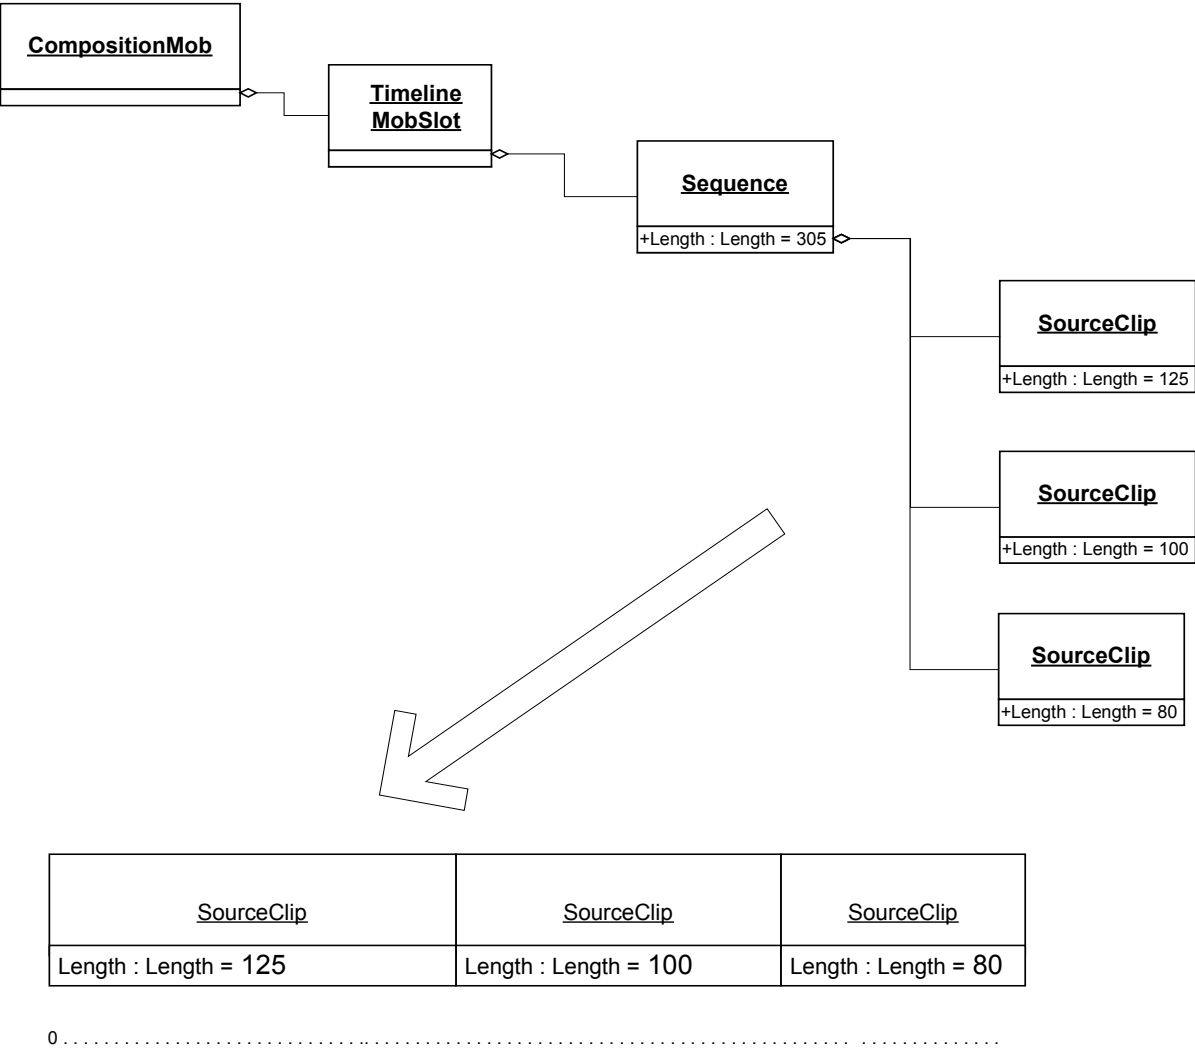 CompositionMob
Timeline
MobSlot
Sequence
+Length : Length = 305
SourceClip
+Length : Length = 125
SourceClip
+Length : Length = 100
SourceClip
+Length : Length = 80
SourceClip SourceClip SourceClip
Length : Length = 125 Length : Length = 100 Length : Length = 80
0 . . . . . . . . . . . . . . . . . . . . . . . . . . . . . .. . . . . . . . . . . . . . . . . . . . . . . . . . . . . . . . . . . . . . . . . . . . . . . . . . . . . . . . . . . . . . . . . .